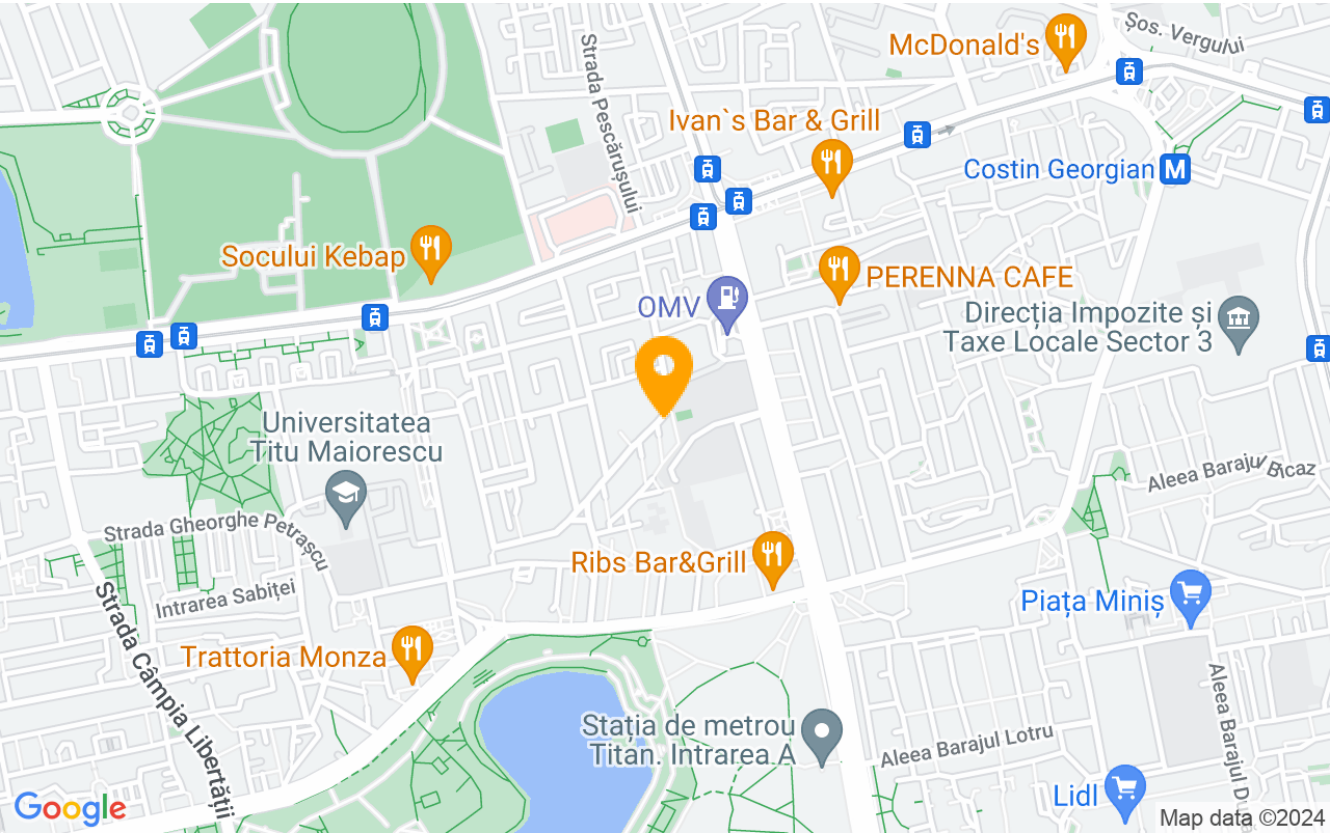 Șos. Vergului
McDonald's
Strada Pescărușului
Ivan`s Bar & Grill
Costin Georgian
M
Socului Kebap
PERENNA CAFE
OMV
Direcția Impozite și
Taxe Locale Sector 3
Universitatea
Titu Maiorescu
Aleea Baraju
Bicaz
Strada Gheorghe Petrașcu
Ribs Bar&Grill
Intrarea Sabiței
Piața Miniș
Strada Câmpia Libertății
Trattoria Monza
Stația de metrou
Titan. Intrarea A
Aleea Barajul Lotru
Aleea Barajul Du
Lidl
Google
Map data ©2024